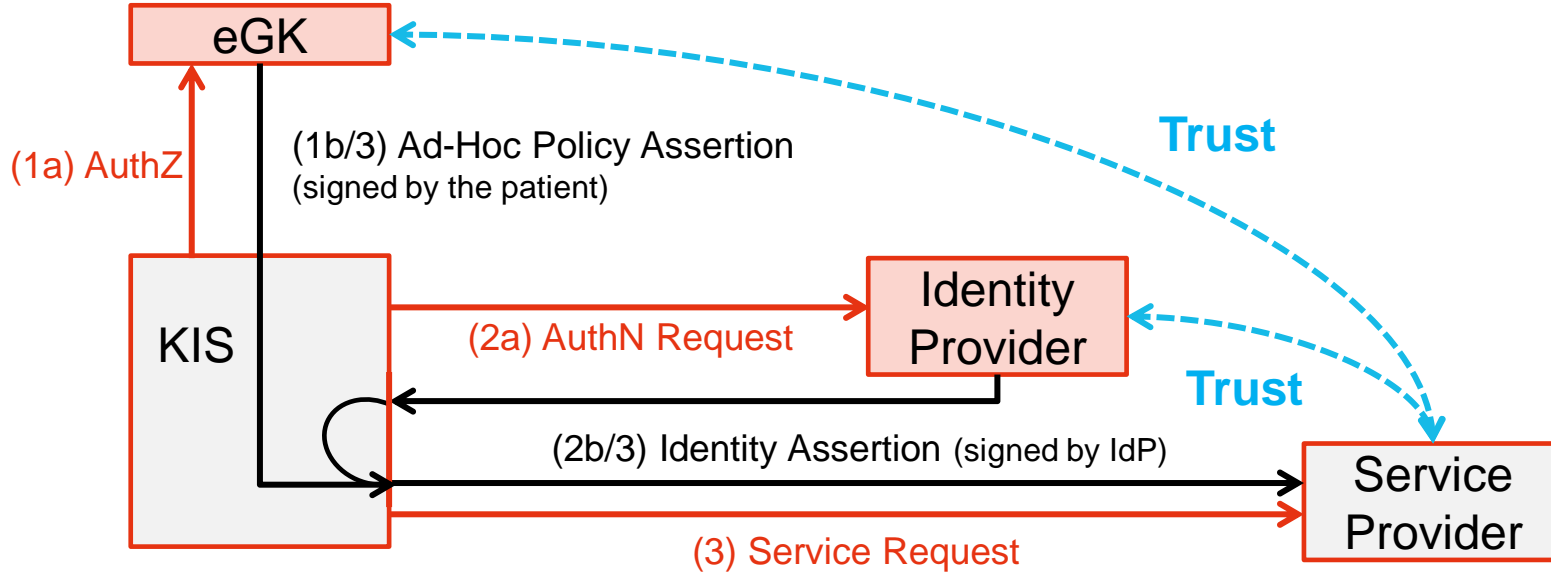 eGK
(1b/3) Ad-Hoc Policy Assertion
(signed by the patient)
(1a) AuthZ
Trust
KIS
Identity
Provider
(2a) AuthN Request
Trust
(2b/3) Identity Assertion (signed by IdP)
Service
Provider
(3) Service Request